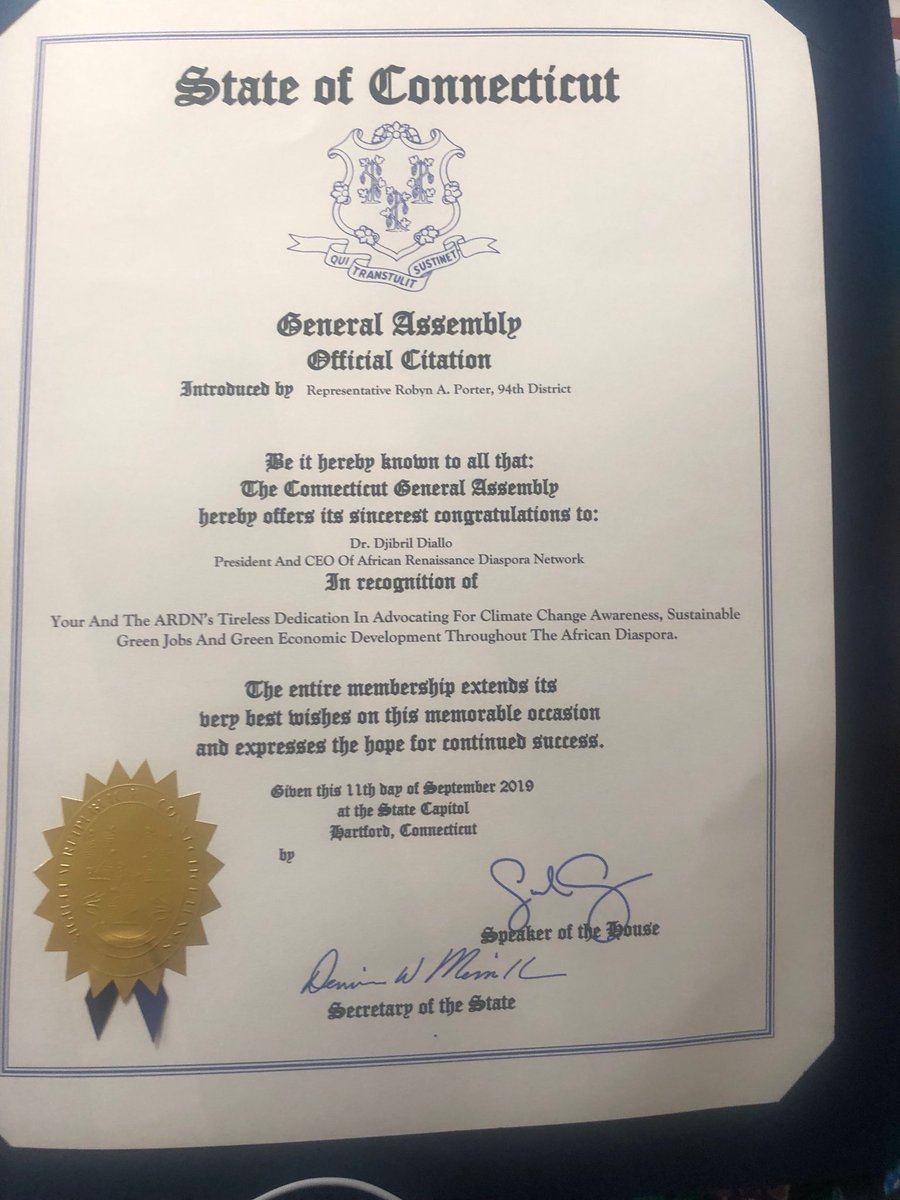 State of Connecticut
QUI TRANSTULIT SUSTINET
General Assembly
Official Citation
Introduced by Representative Robyn A. Porter, 94th District
Be it hereby known to all that:
The Connecticut General Assembly
hereby offers its sincerest congratulations to:
Dr. Djibril Diallo
President And CEO Of African Renaissance Diaspora Network
In recognition of
Your And The ARDN's Tireless Dedication In Advocating For Climate Change Awareness, Sustainable
Green Jobs And Green Economic Development Throughout The African Diaspora.
The entire membership extends its
very best wishes on this memorable occasion
and expresses the hope for continued success.
Given this 11th day of September 2019
at the State Capitol
Hartford, Connecticut
by
Speaker of the House
Secretary of the State